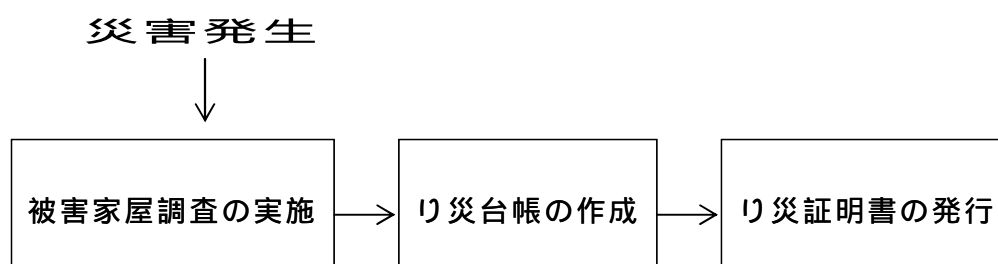 災害発生
被害家屋調査の実施
り災台帳の作成
り災証明書の発行